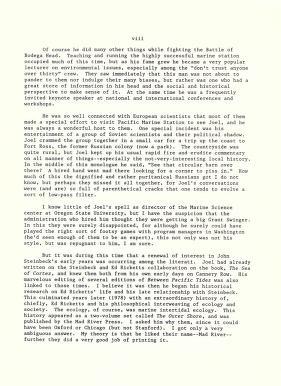 viii
Of course he did many other things while fighting the Battle of
Bodega Head. Teaching and running the highly successful marine station
occupied much of this time, but as his fame grew he became a very popular
lecturer on environmental issues, especially among the "don't trust anyone
over thirty" crew. They saw immediately that this man was not about to
pander to them nor indulge their many biases, but rather was one who had a
great store of information in his head and the social and historical
perspective to make sense of it. At the same time he was a frequent
invited keynote speaker at national and international conferences and
workshops.
He was so well connected with European scientists that most of them
made a special effort to visit Pacific Marine Station to see Joel, and he
was always a wonderful host to them. One special incident was his
entertainment of a group of Soviet scientists and their political shadow.
Joel crammed the group together in a small car for a trip up the coast to
Fort Ross, the former Russian colony (now a park). The countryside was
quite rural, but Joel kept up his usual rapid fire and erudite commentary
on all manner of things--especially the not-very-interesting local history.
In the middle of this monologue he said, "See that circular barn over
there? A hired hand went mad there looking for a corner to piss in." How
much of this the dignified and rather puritanical Russians got I do not
know, but perhaps they missed it all together, for Joel's conversation
were (and are) so full of parenthetical cracks that one tends to evolve a
sort of low-pass filter.
I know little of Joel's spell as director of the Marine Science
center at Oregon State University, but I have the suspicion that the
administration who hired him thought they were getting a big Great Swinger.
In this they were surely disappointed, for although he surely could have
played the right sort of footsy games with program managers in Washington
(he'd seen enough of them to be an expert), this not only was not his
style, but was repugnant to him, I am sure.
But it was during this time that a renewal of interest in John
Steinbeck's early years was occurring among the literati. Joel had already
written on the Steinbeck and Ed Ricketts collaboration on the book, The Sea
of Cortez, and knew them both from his own early days on Cannery Row. His
marvelous editing of several editions of Between Pacific Tides was also
linked to those times. I believe it was then he began his historical
research on Ed Ricketts' life and his late relationship with Steinbeck.
This culminated years later (1978) with an extraordinary history of,
chiefly, Ed Ricketts and his philosophical interweaving of ecology and
society. The ecology, of course, was marine intertidal ecology. This
history appeared as a two-volume set called The Outer Shores, and was
published by the Mad River Press. I asked him why them, since it could
have been Oxford or Chicago (but not Stanford). I got only a very
ambiguous answer. My theory is that he liked their name--Mad River--
further they did a very good job of printing it.